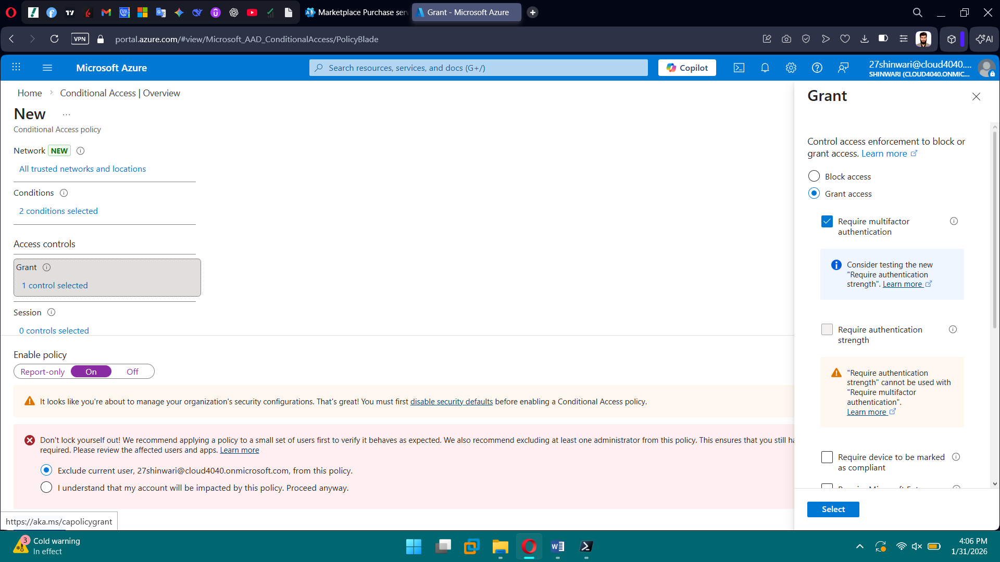 Marketplace Purchase ser
Grant - Microsoft Azure
VPN
portal.azure.com/#view/Microsoft_AAD_ConditionalAccess/PolicyBlade
AI
Microsoft Azure
Search resources, services, and docs (G+/)
Copilot
27shinwari@cloud4040....
SHINWARI (CLOUD4040.ONMIC...
Home
Conditional Access | Overview
New
...
Conditional Access policy
Network NEW
All trusted networks and locations
Conditions
2 conditions selected
Access controls
Grant
1 control selected
Session
0 controls selected
Enable policy
Report-only On Off
It looks like you're about to manage your organization's security configurations. That's great! You must first disable security defaults before enabling a Conditional Access policy.
Don't lock yourself out! We recommend applying a policy to a small set of users first to verify it behaves as expected. We also recommend excluding at least one administrator from this policy. This ensures that you still ha
required. Please review the affected users and apps. Learn more
Exclude current user, 27shinwari@cloud4040.onmicrosoft.com, from this policy.
I understand that my account will be impacted by this policy. Proceed anyway.
https://aka.ms/capolicygrant
Grant
Control access enforcement to block or
grant access. Learn more
Block access
Grant access
Require multifactor
authentication
Consider testing the new
"Require authentication
strength". Learn more
Require authentication
strength
"Require authentication
strength" cannot be used with
"Require multifactor
authentication".
Learn more
Require device to be marked
as compliant
Select
3
Cold warning
In effect
4:06 PM
1/31/2026